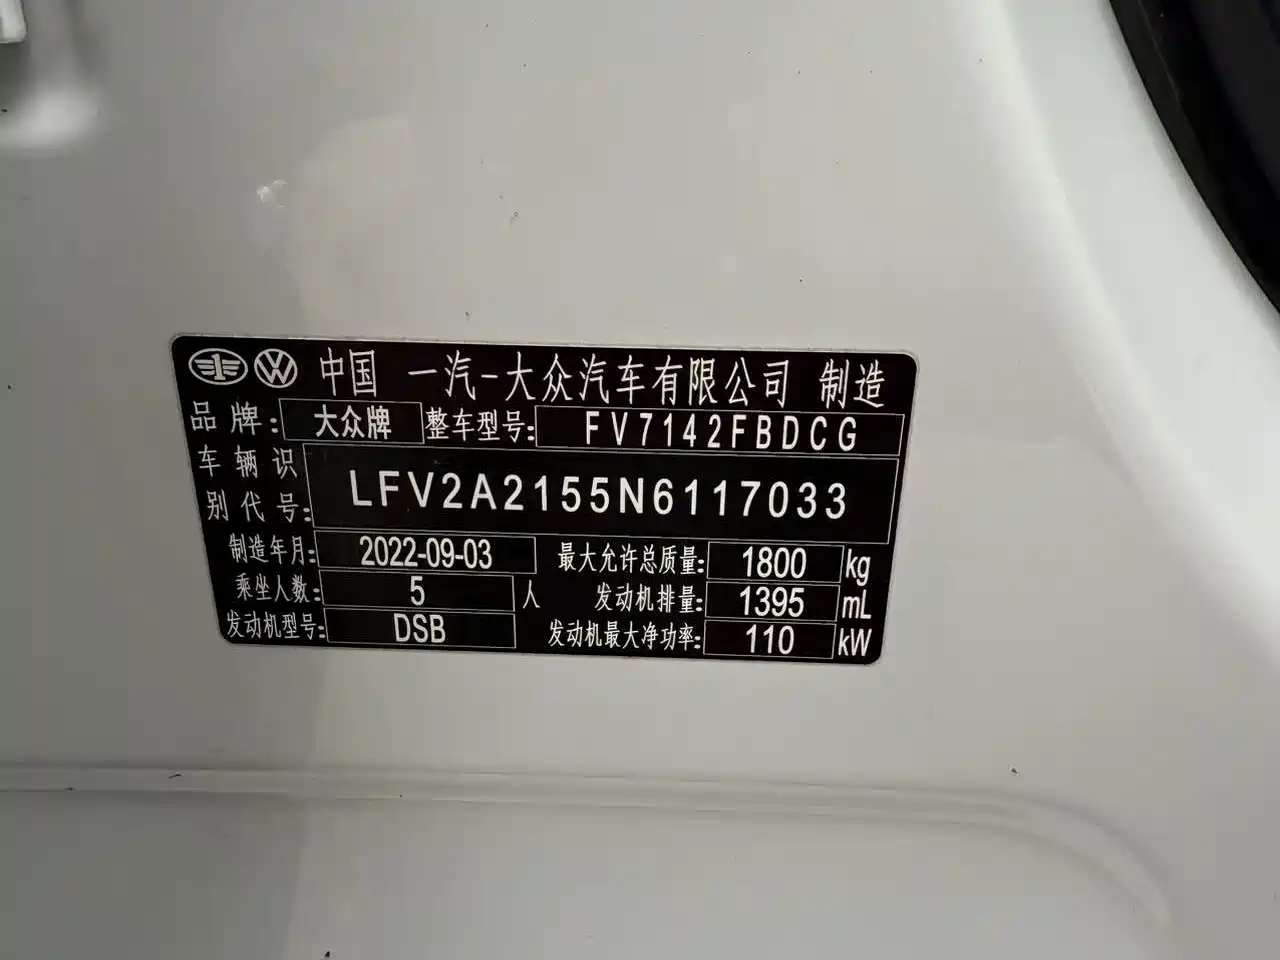 中国 一汽-大众汽车有限公司 制造
品牌: 大众牌 整车型号: FV7142FBDCG
车辆识
别代号: LFV2A2155N6117033
制造年月: 2022-09-03 最大允许总质量: 1800 kg
乘坐人数: 5 人 发动机排量: 1395 mL
发动机型号: DSB 发动机最大净功率: 110 kW